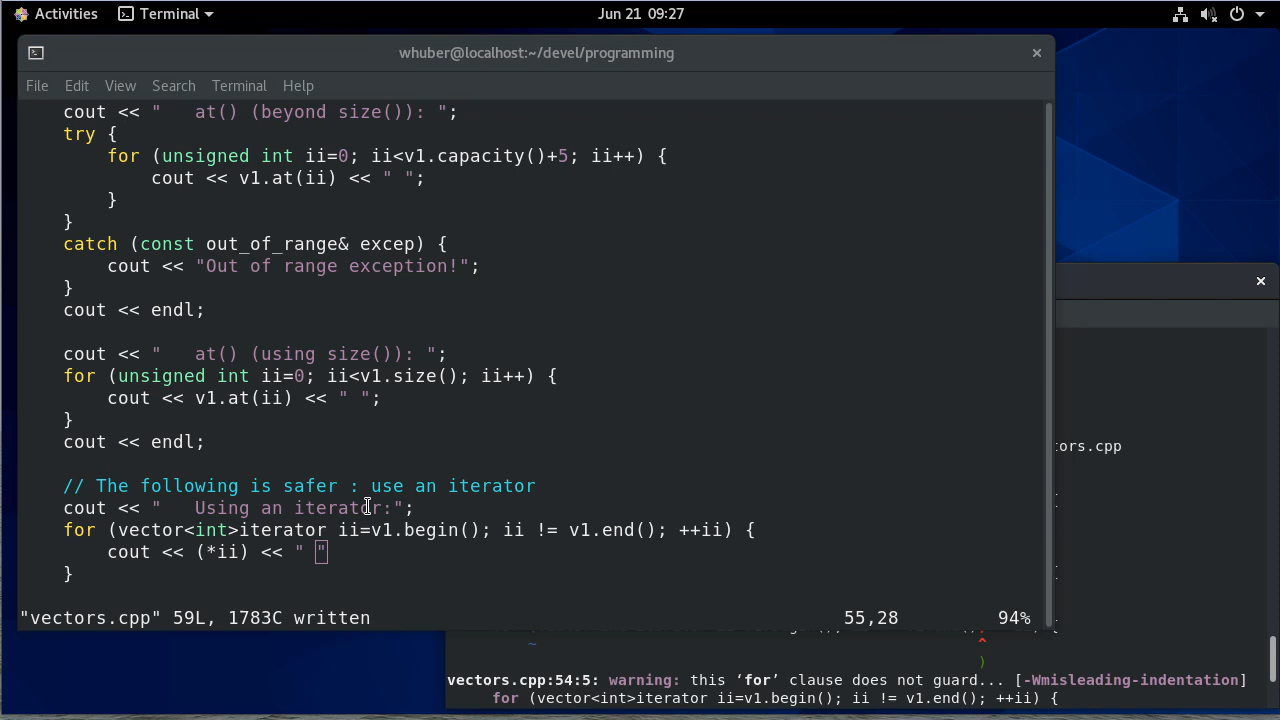 Activities Terminal Jun 21 09:27
whuber@localhost:~/devel/programming
File Edit View Search Terminal Help
cout << "   at() (beyond size()): ";
try {
for (unsigned int ii=0; ii<v1.capacity()+5; ii++) {
cout << v1.at(ii) << " ";
}
}
catch (const out_of_range& excep) {
cout << "Out of range exception!";
}
cout << endl;
cout << "   at() (using size()): ";
for (unsigned int ii=0; ii<v1.size(); ii++) {
cout << v1.at(ii) << " ";
}
cout << endl;
// The following is safer : use an iterator
cout << "   Using an iterator:";
for (vector<int>iterator ii=v1.begin(); ii != v1.end(); ++ii) {
cout << (*ii) << " "
}
"vectors.cpp" 59L, 1783C written 55,28 94%
tors.cpp
~
^
)
vectors.cpp:54:5: warning: this ‘for’ clause does not guard... [-Wmisleading-indentation]
for (vector<int>iterator ii=v1.begin(); ii != v1.end(); ++ii) {